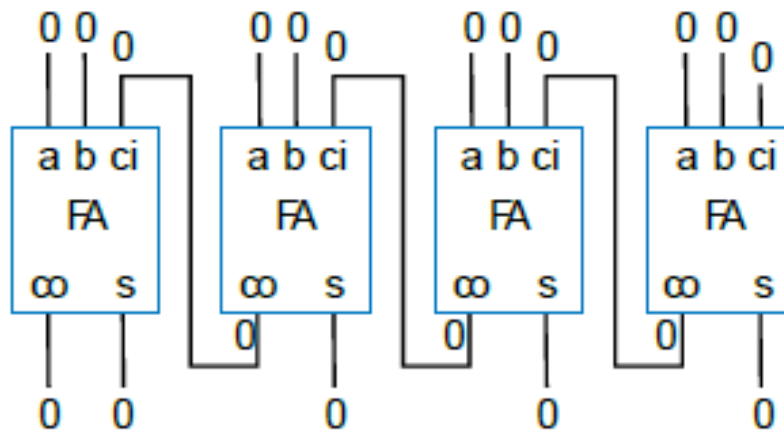 0 0 0 0 0 0 0 0 0 0 0 0
a b ci a b ci a b ci a b ci
FA FA FA FA
co s co s co s co s
0 0 0
0 0 0 0 0